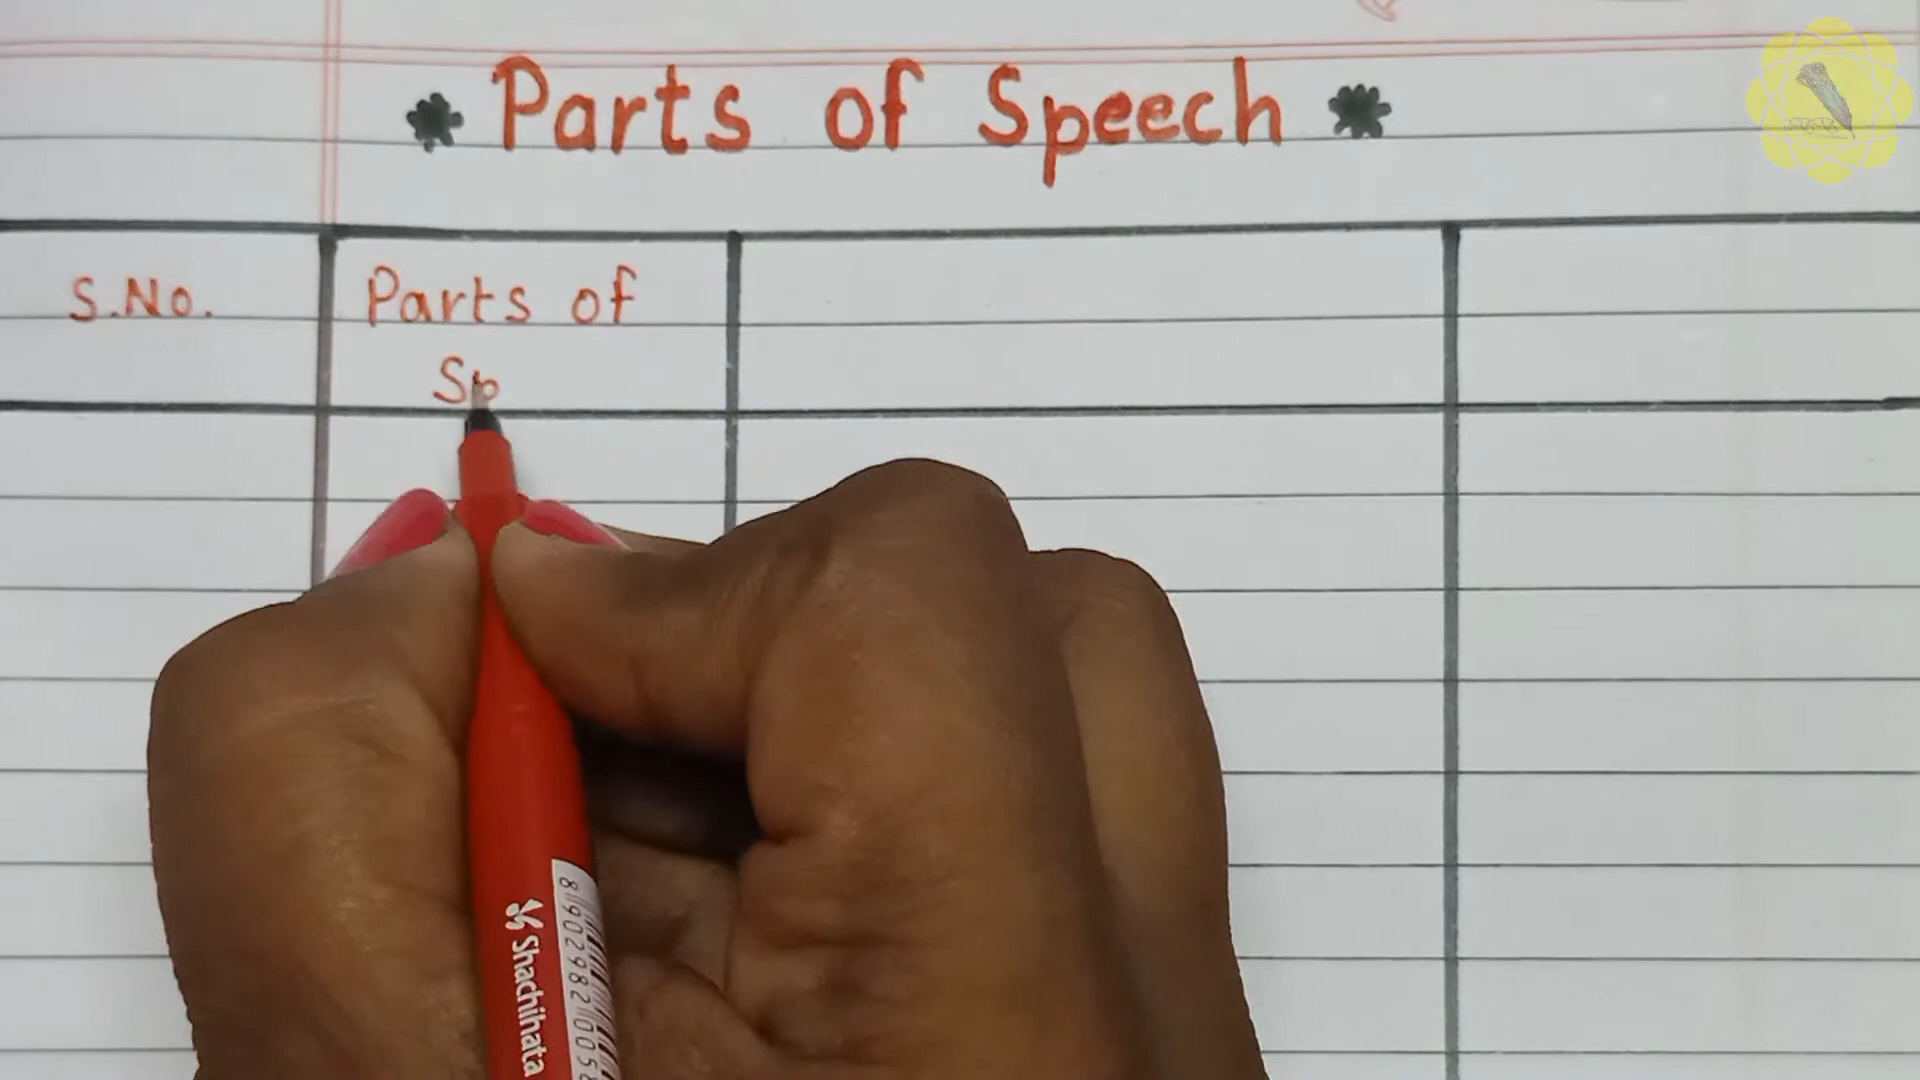 * Parts of Speech *
S.No.
Parts of
Sp
Shachihata